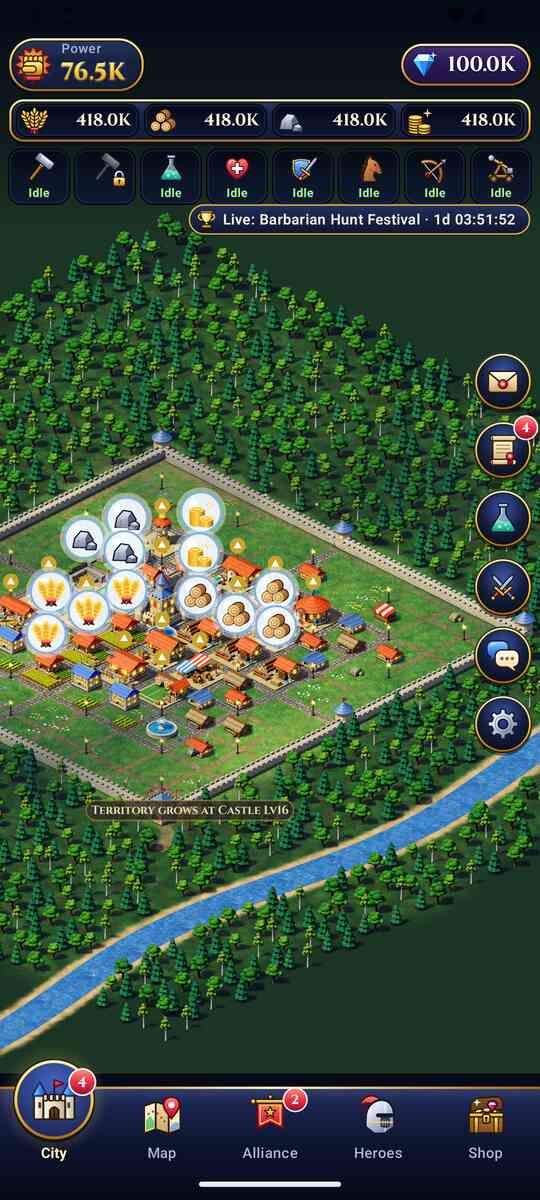 Power
76.5K
100.0K
418.0K 418.0K 418.0K 418.0K
Idle Idle Idle Idle Idle Idle Idle
Live: Barbarian Hunt Festival · 1d 03:51:52
4
Territory grows at Castle Lv16
4
2
City Map Alliance Heroes Shop